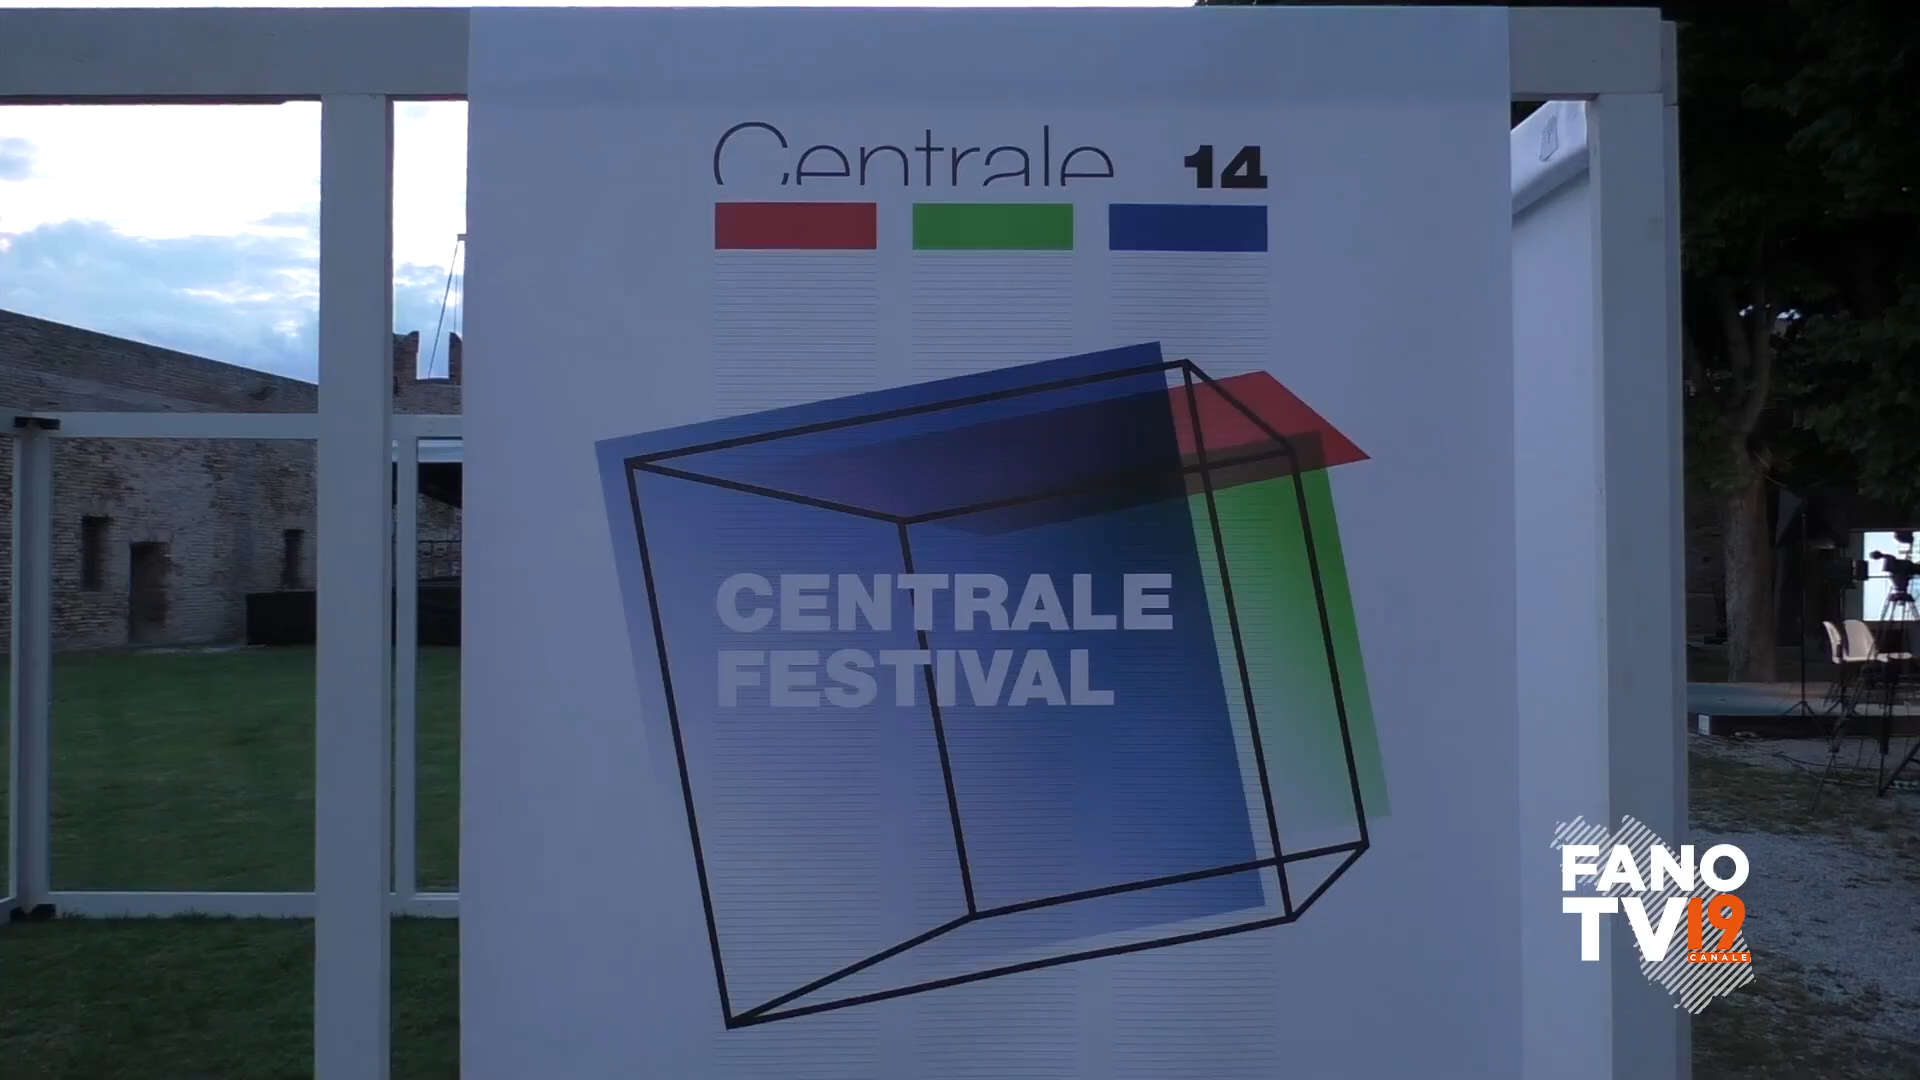 Centrale 14
CENTRALE
FESTIVAL
FANO
TV19
CANALE